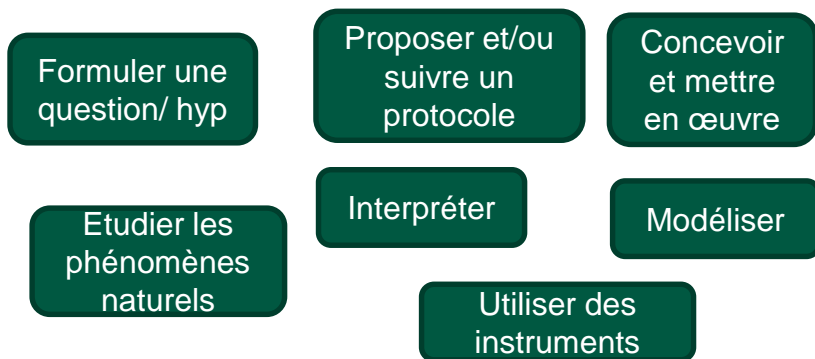 Formuler une
question/ hyp
Proposer et/ou
suivre un
protocole
Concevoir
et mettre
en œuvre
Etudier les
phénomènes
naturels
Interpréter
Modéliser
Utiliser des
instruments